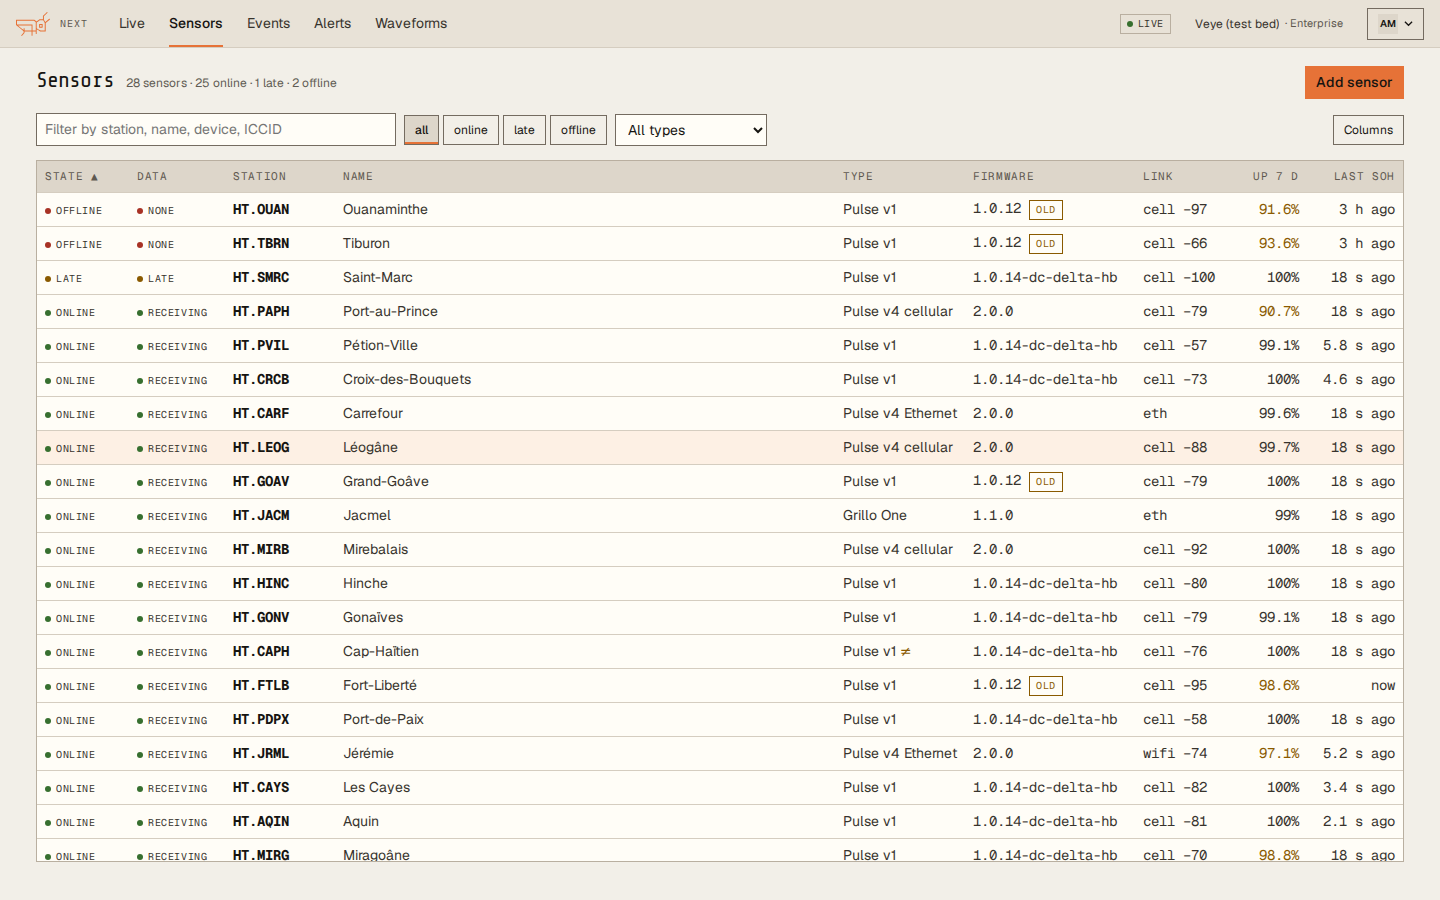 NEXT Live Sensors Events Alerts Waveforms LIVE Veye (test bed) · Enterprise AM
Sensors 28 sensors · 25 online · 1 late · 2 offline Add sensor
Filter by station, name, device, ICCID all online late offline All types Columns
STATE ▲ DATA STATION NAME TYPE FIRMWARE LINK UP 7 D LAST SOH
OFFLINE NONE HT.OUAN Ouanaminthe Pulse v1 1.0.12 OLD cell −97 91.6% 3 h ago
OFFLINE NONE HT.TBRN Tiburon Pulse v1 1.0.12 OLD cell −66 93.6% 3 h ago
LATE LATE HT.SMRC Saint-Marc Pulse v1 1.0.14-dc-delta-hb cell −100 100% 18 s ago
ONLINE RECEIVING HT.PAPH Port-au-Prince Pulse v4 cellular 2.0.0 cell −79 90.7% 18 s ago
ONLINE RECEIVING HT.PVIL Pétion-Ville Pulse v1 1.0.14-dc-delta-hb cell −57 99.1% 5.8 s ago
ONLINE RECEIVING HT.CRCB Croix-des-Bouquets Pulse v1 1.0.14-dc-delta-hb cell −73 100% 4.6 s ago
ONLINE RECEIVING HT.CARF Carrefour Pulse v4 Ethernet 2.0.0 eth 99.6% 18 s ago
ONLINE RECEIVING HT.LEOG Léogâne Pulse v4 cellular 2.0.0 cell −88 99.7% 18 s ago
ONLINE RECEIVING HT.GOAV Grand-Goâve Pulse v1 1.0.12 OLD cell −79 100% 18 s ago
ONLINE RECEIVING HT.JACM Jacmel Grillo One 1.1.0 eth 99% 18 s ago
ONLINE RECEIVING HT.MIRB Mirebalais Pulse v4 cellular 2.0.0 cell −92 100% 18 s ago
ONLINE RECEIVING HT.HINC Hinche Pulse v1 1.0.14-dc-delta-hb cell −80 100% 18 s ago
ONLINE RECEIVING HT.GONV Gonaïves Pulse v1 1.0.14-dc-delta-hb cell −79 99.1% 18 s ago
ONLINE RECEIVING HT.CAPH Cap-Haïtien Pulse v1 ≠ 1.0.14-dc-delta-hb cell −76 100% 18 s ago
ONLINE RECEIVING HT.FTLB Fort-Liberté Pulse v1 1.0.12 OLD cell −95 98.6% now
ONLINE RECEIVING HT.PDPX Port-de-Paix Pulse v1 1.0.14-dc-delta-hb cell −58 100% 18 s ago
ONLINE RECEIVING HT.JRML Jérémie Pulse v4 Ethernet 2.0.0 wifi −74 97.1% 5.2 s ago
ONLINE RECEIVING HT.CAYS Les Cayes Pulse v1 1.0.14-dc-delta-hb cell −82 100% 3.4 s ago
ONLINE RECEIVING HT.AQIN Aquin Pulse v1 1.0.14-dc-delta-hb cell −81 100% 2.1 s ago
ONLINE RECEIVING HT.MIRG Miragoâne Pulse v1 1.0.14-dc-delta-hb cell −70 98.8% 18 s ago